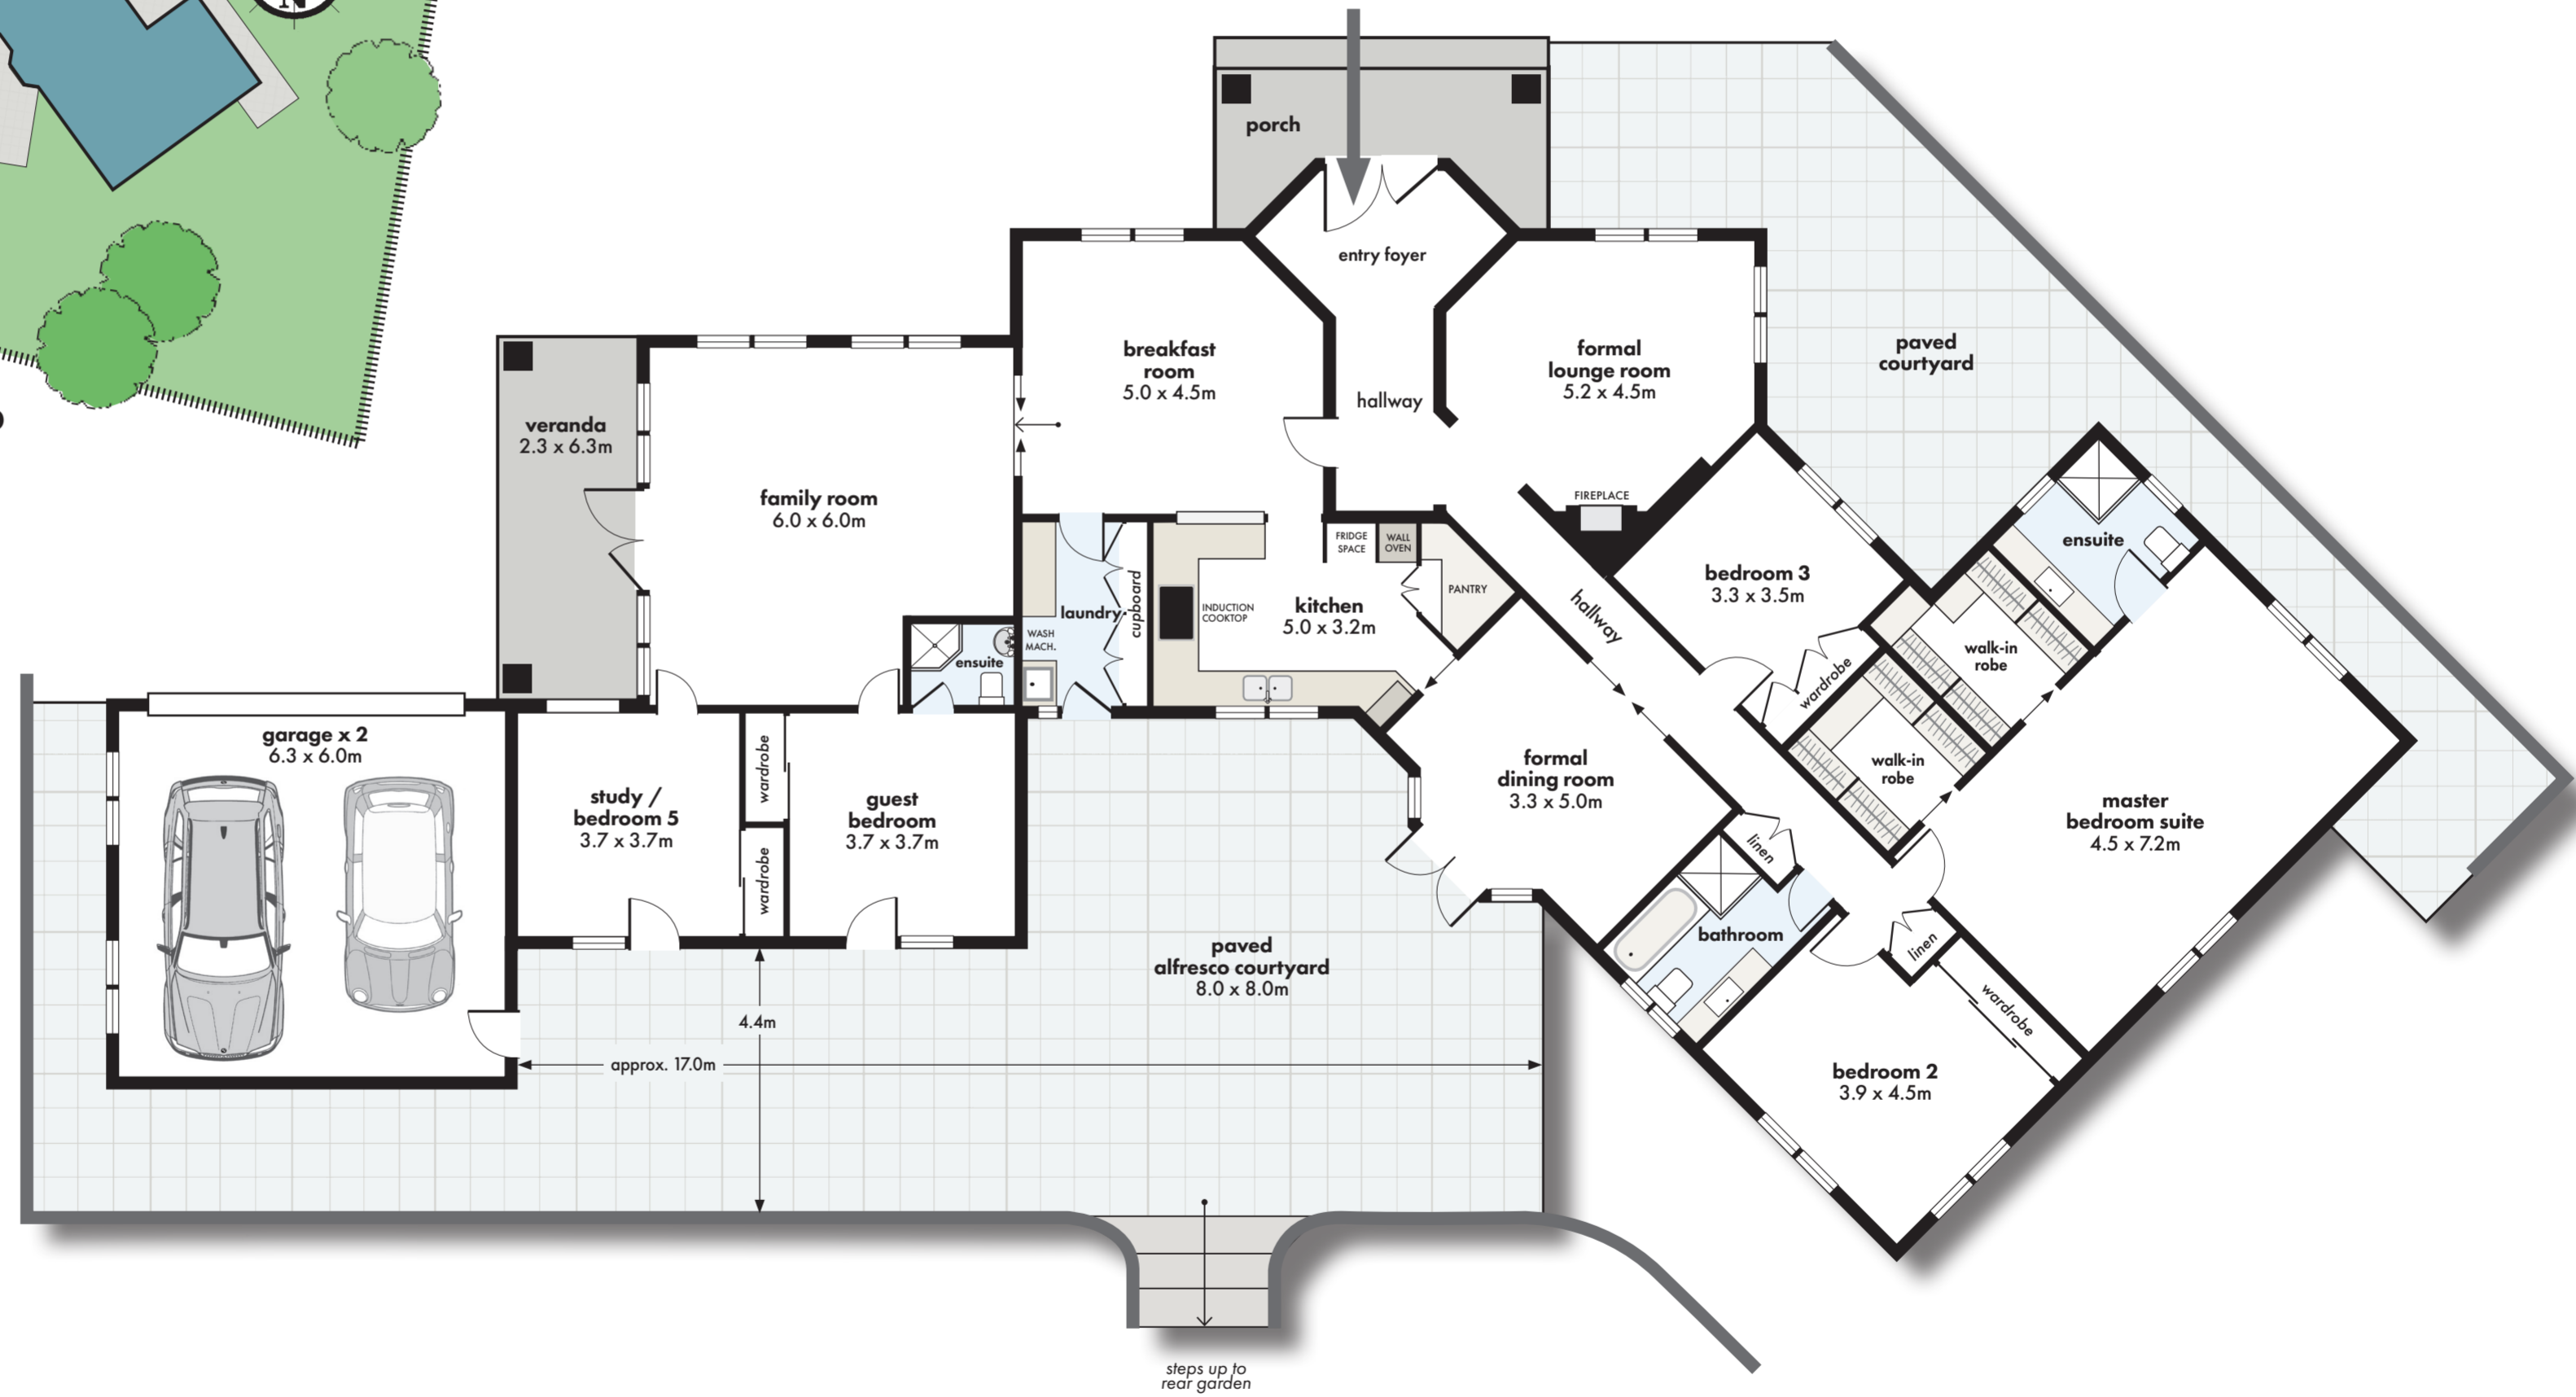 N
porch
entry foyer
breakfast
room
5.0 x 4.5m
hallway
formal
lounge room
5.2 x 4.5m
paved
courtyard
veranda
2.3 x 6.3m
family room
6.0 x 6.0m
FIREPLACE
FRIDGE
SPACE
WALL
OVEN
PANTRY
INDUCTION
COOKTOP
kitchen
5.0 x 3.2m
laundry
cupboard
WASH
MACH.
ensuite
hallway
bedroom 3
3.3 x 3.5m
wardrobe
ensuite
walk-in
robe
walk-in
robe
garage x 2
6.3 x 6.0m
study /
bedroom 5
3.7 x 3.7m
wardrobe
wardrobe
guest
bedroom
3.7 x 3.7m
formal
dining room
3.3 x 5.0m
master
bedroom suite
4.5 x 7.2m
linen
bathroom
linen
wardrobe
paved
alfresco courtyard
8.0 x 8.0m
4.4m
approx. 17.0m
bedroom 2
3.9 x 4.5m
steps up to
rear garden